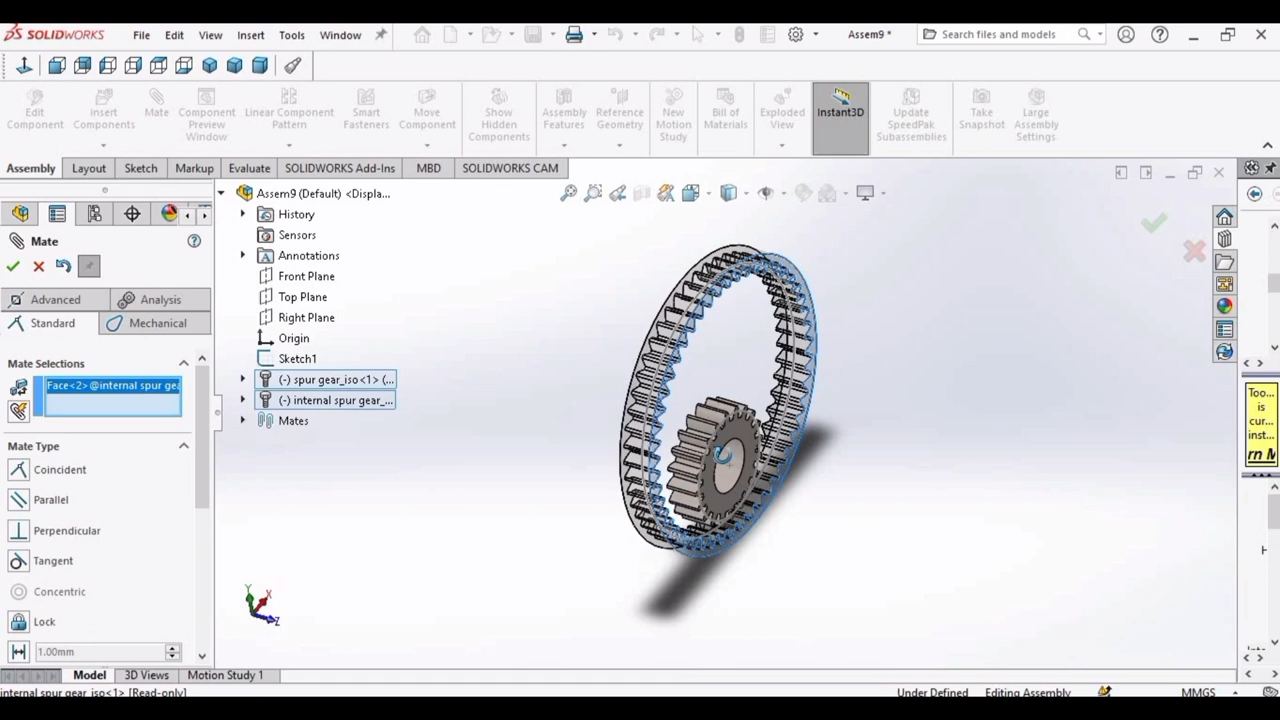 SOLIDWORKS File Edit View Insert Tools Window Assem9 * Search files and models
Edit Component
Insert Components
Mate
Component Preview Window
Linear Component Pattern
Smart Fasteners
Move Component
Show Hidden Components
Assembly Features
Reference Geometry
New Motion Study
Bill of Materials
Exploded View
Instant3D
Update SpeedPak Subassemblies
Take Snapshot
Large Assembly Settings
Assembly Layout Sketch Markup Evaluate SOLIDWORKS Add-Ins MBD SOLIDWORKS CAM
Assem9 (Default) <Displa...
History
Sensors
Annotations
Front Plane
Top Plane
Right Plane
Origin
Sketch1
(-) spur gear_iso<1> (...
(-) internal spur gear_...
Mates
Mate
Advanced Analysis
Standard Mechanical
Mate Selections
Face<2>@internal spur gea
Mate Type
Coincident
Parallel
Perpendicular
Tangent
Concentric
Lock
1.00mm
Y
X
Z
Too...
is
cur...
inst...
rn M
Model 3D Views Motion Study 1
internal spur gear_iso<1> [Read-only] Under Defined Editing Assembly MMGS